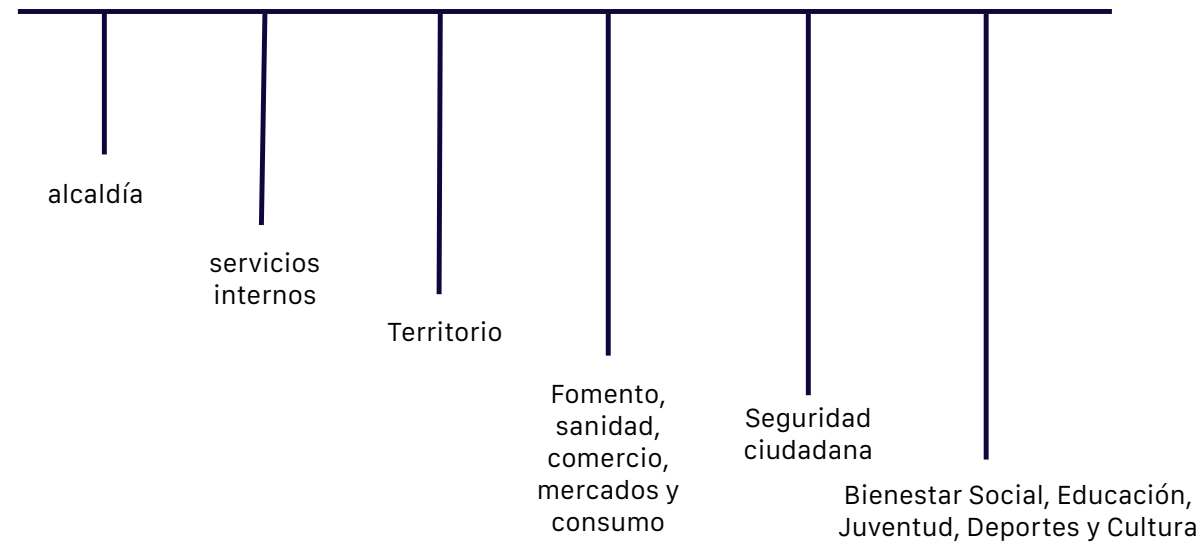 alcaldía
servicios
internos
Territorio
Fomento,
sanidad,
comercio,
mercados y
consumo
Seguridad
ciudadana
Bienestar Social, Educación,
Juventud, Deportes y Cultura